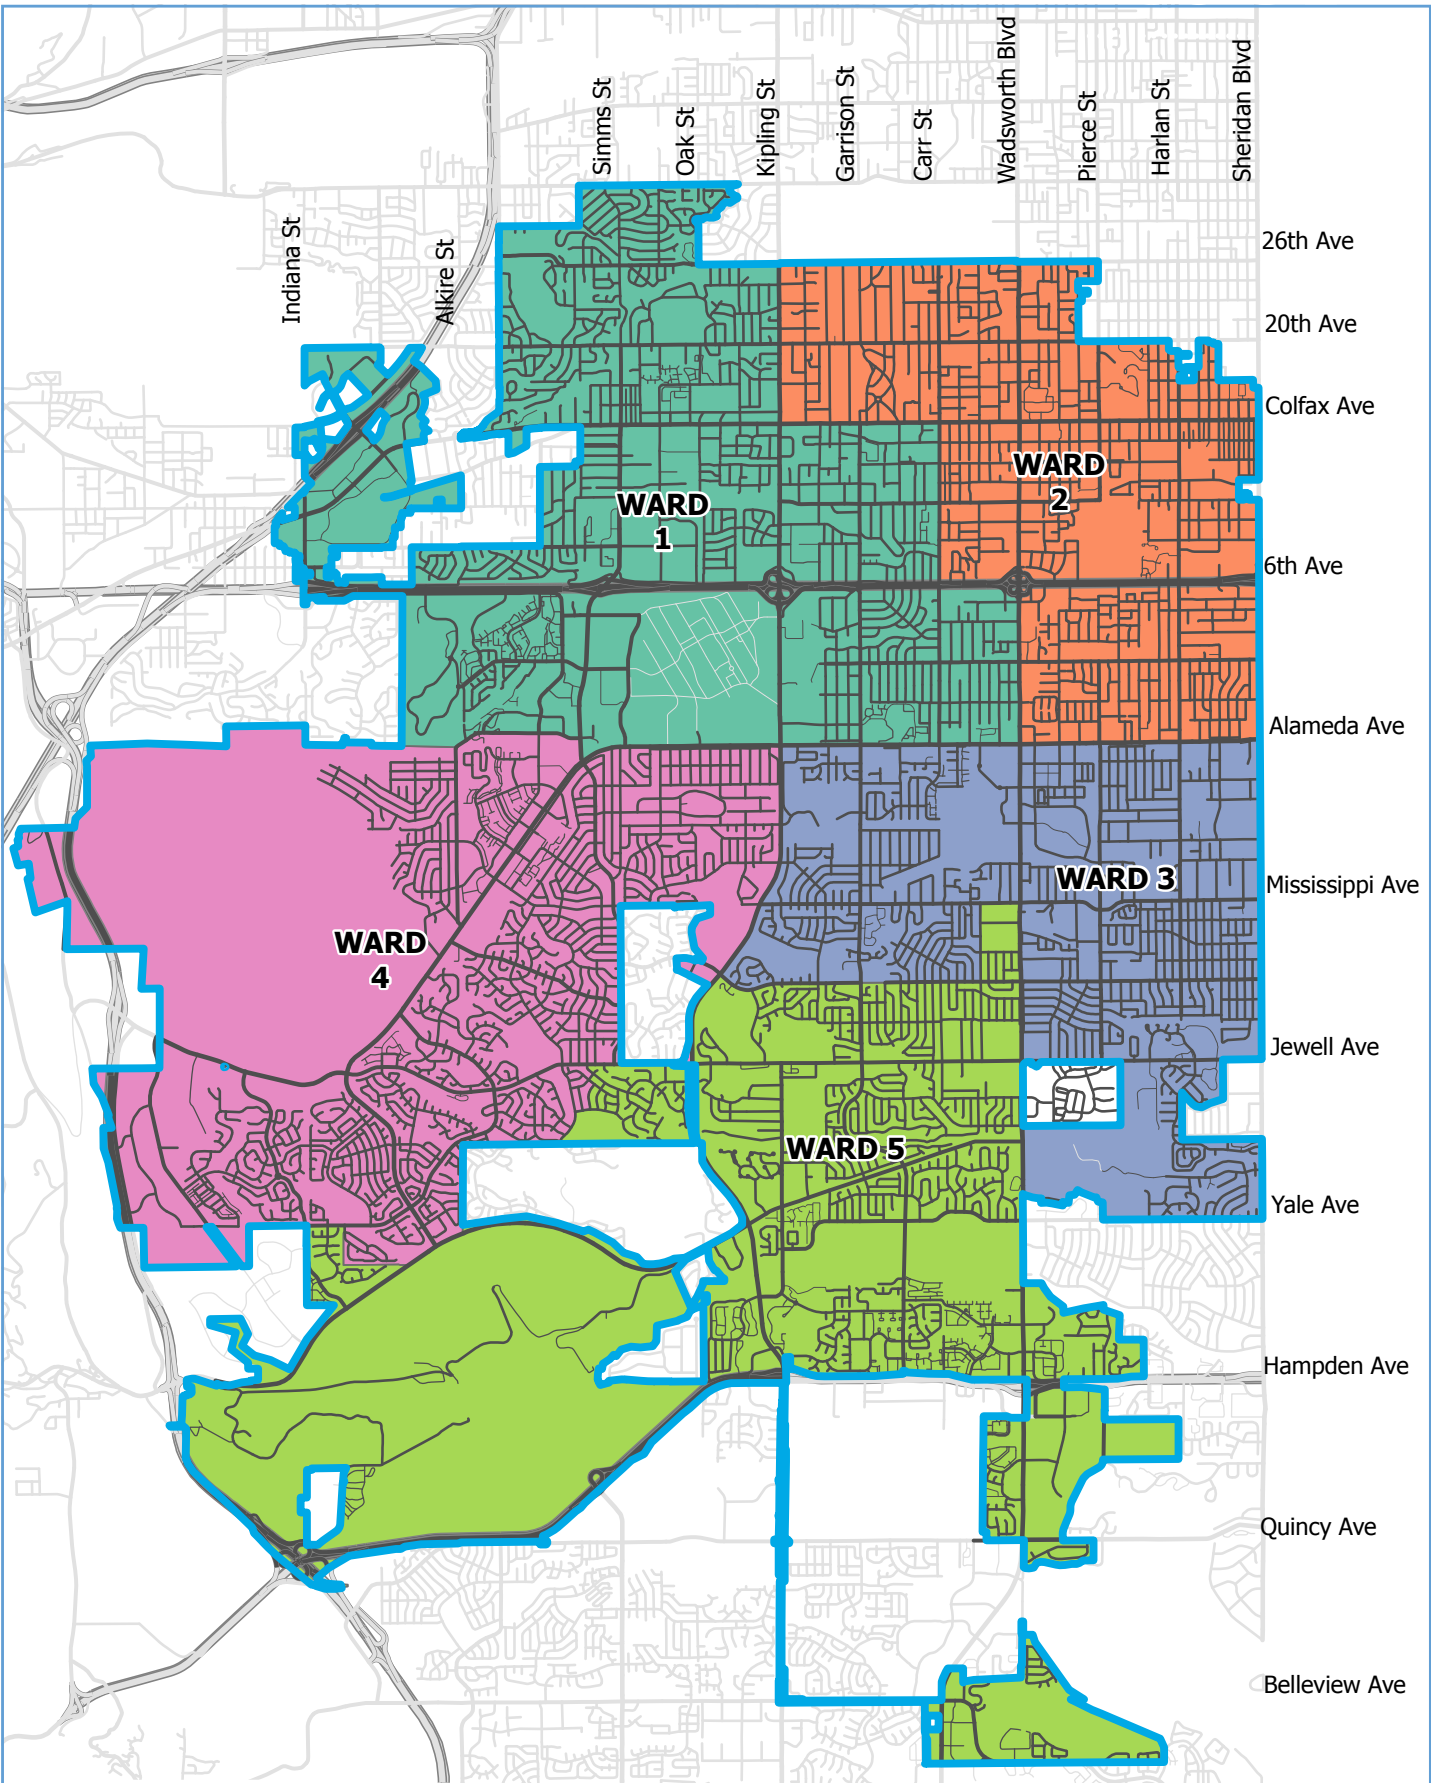 Simms St
Oak St
Kipling St
Garrison St
Carr St
Wadsworth Blvd
Pierce St
Harlan St
Sheridan Blvd
Indiana St
Alkire St
26th Ave
20th Ave
Colfax Ave
WARD
2
WARD
1
6th Ave
Alameda Ave
WARD 3
Mississippi Ave
WARD
4
Jewell Ave
WARD 5
Yale Ave
Hampden Ave
Quincy Ave
Belleview Ave